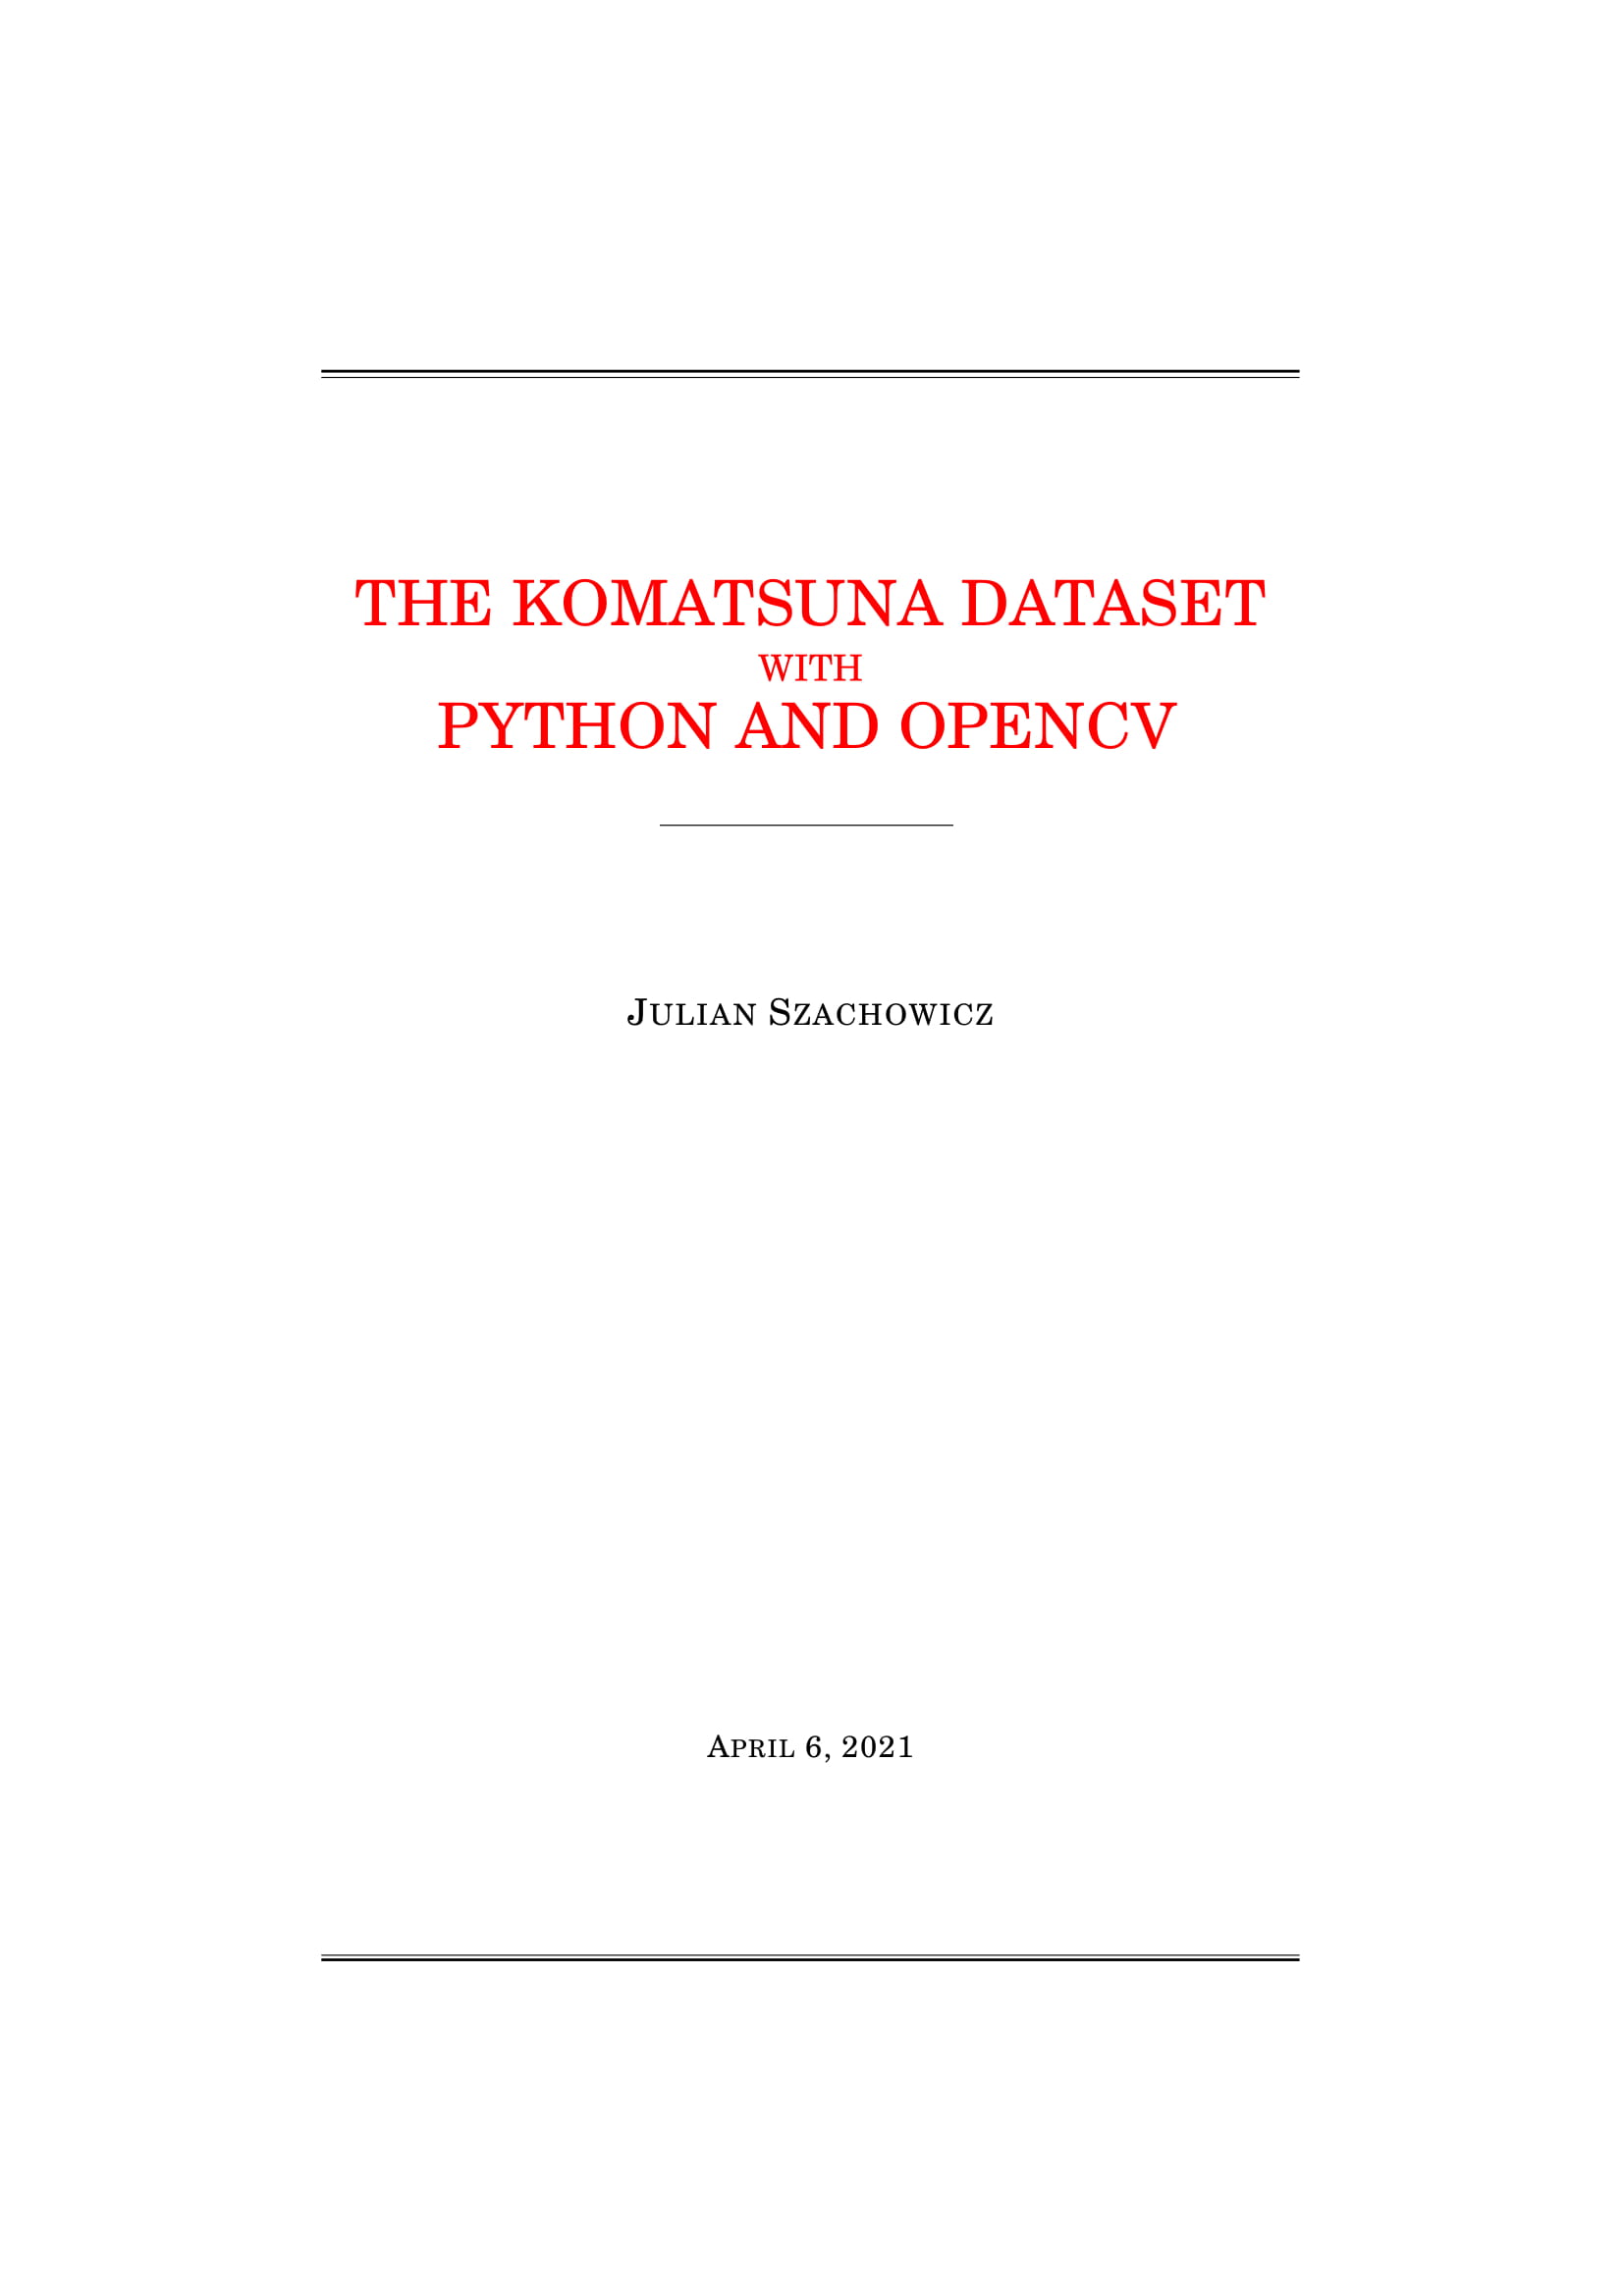 THE KOMATSUNA DATASET
WITH
PYTHON AND OPENCV
JULIAN SZACHOWICZ
APRIL 6, 2021